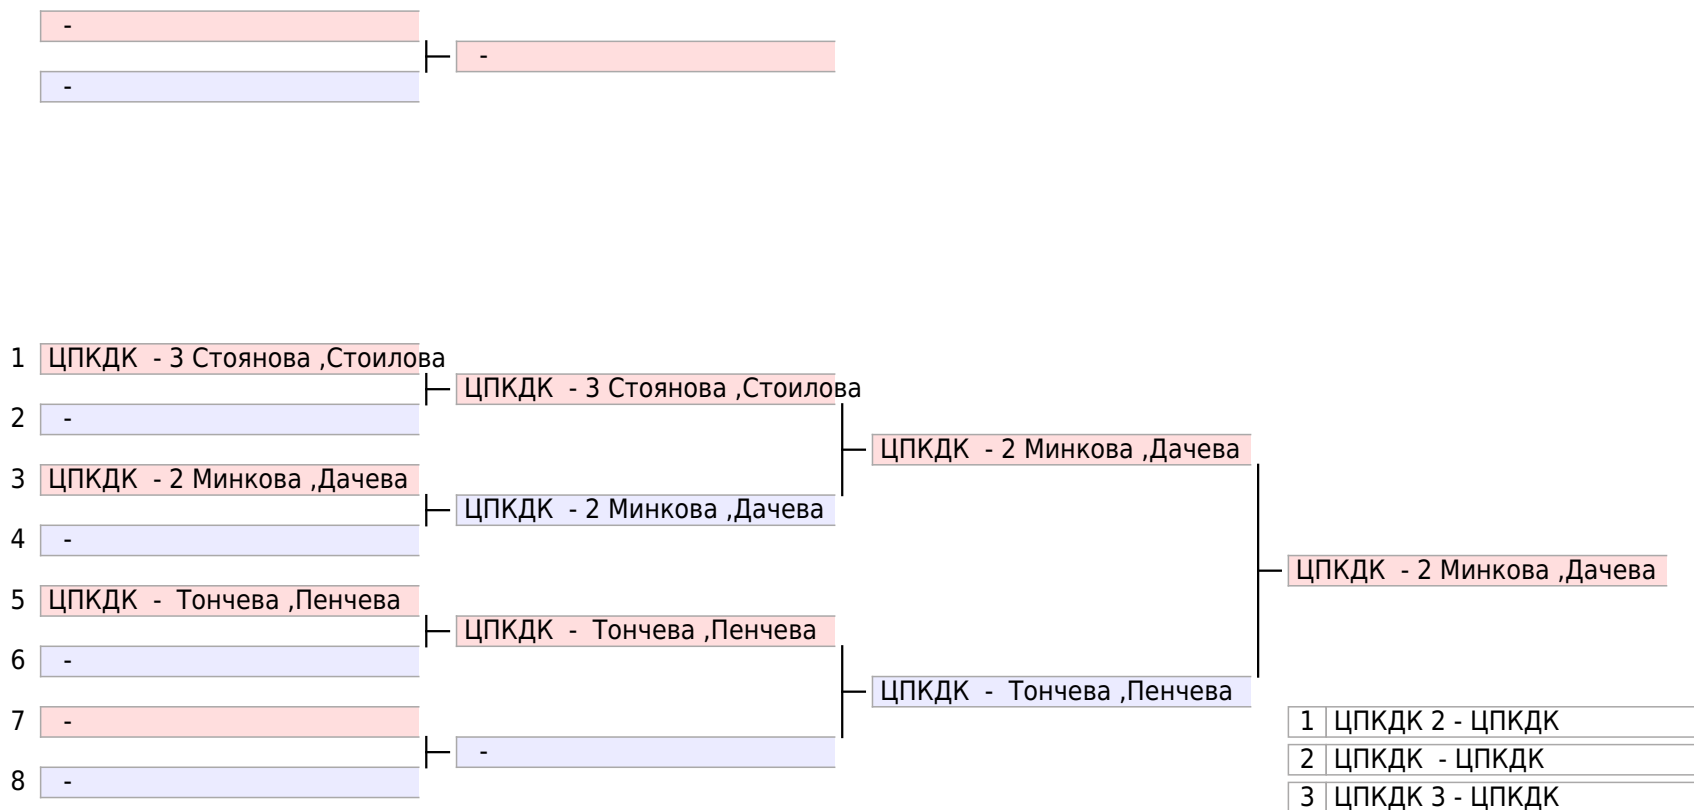 -
-
-
1 ЦПКДК - 3 Стоянова ,Стоилова
ЦПКДК - 3 Стоянова ,Стоилова
2 -
ЦПКДК - 2 Минкова ,Дачева
3 ЦПКДК - 2 Минкова ,Дачева
ЦПКДК - 2 Минкова ,Дачева
4 -
ЦПКДК - 2 Минкова ,Дачева
5 ЦПКДК - Тончева ,Пенчева
ЦПКДК - Тончева ,Пенчева
6 -
ЦПКДК - Тончева ,Пенчева
7 -
1 ЦПКДК 2 - ЦПКДК
-
2 ЦПКДК - ЦПКДК
8 -
3 ЦПКДК 3 - ЦПКДК